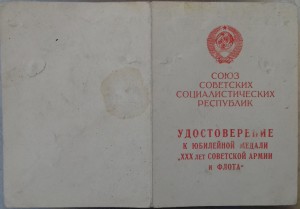 СОЮЗ
СОВЕТСКИХ
СОЦИАЛИСТИЧЕСКИХ
РЕСПУБЛИК
УДОСТОВЕРЕНИЕ
К ЮБИЛЕЙНОЙ МЕДАЛИ
„XXX ЛЕТ СОВЕТСКОЙ АРМИИ
И ФЛОТА“